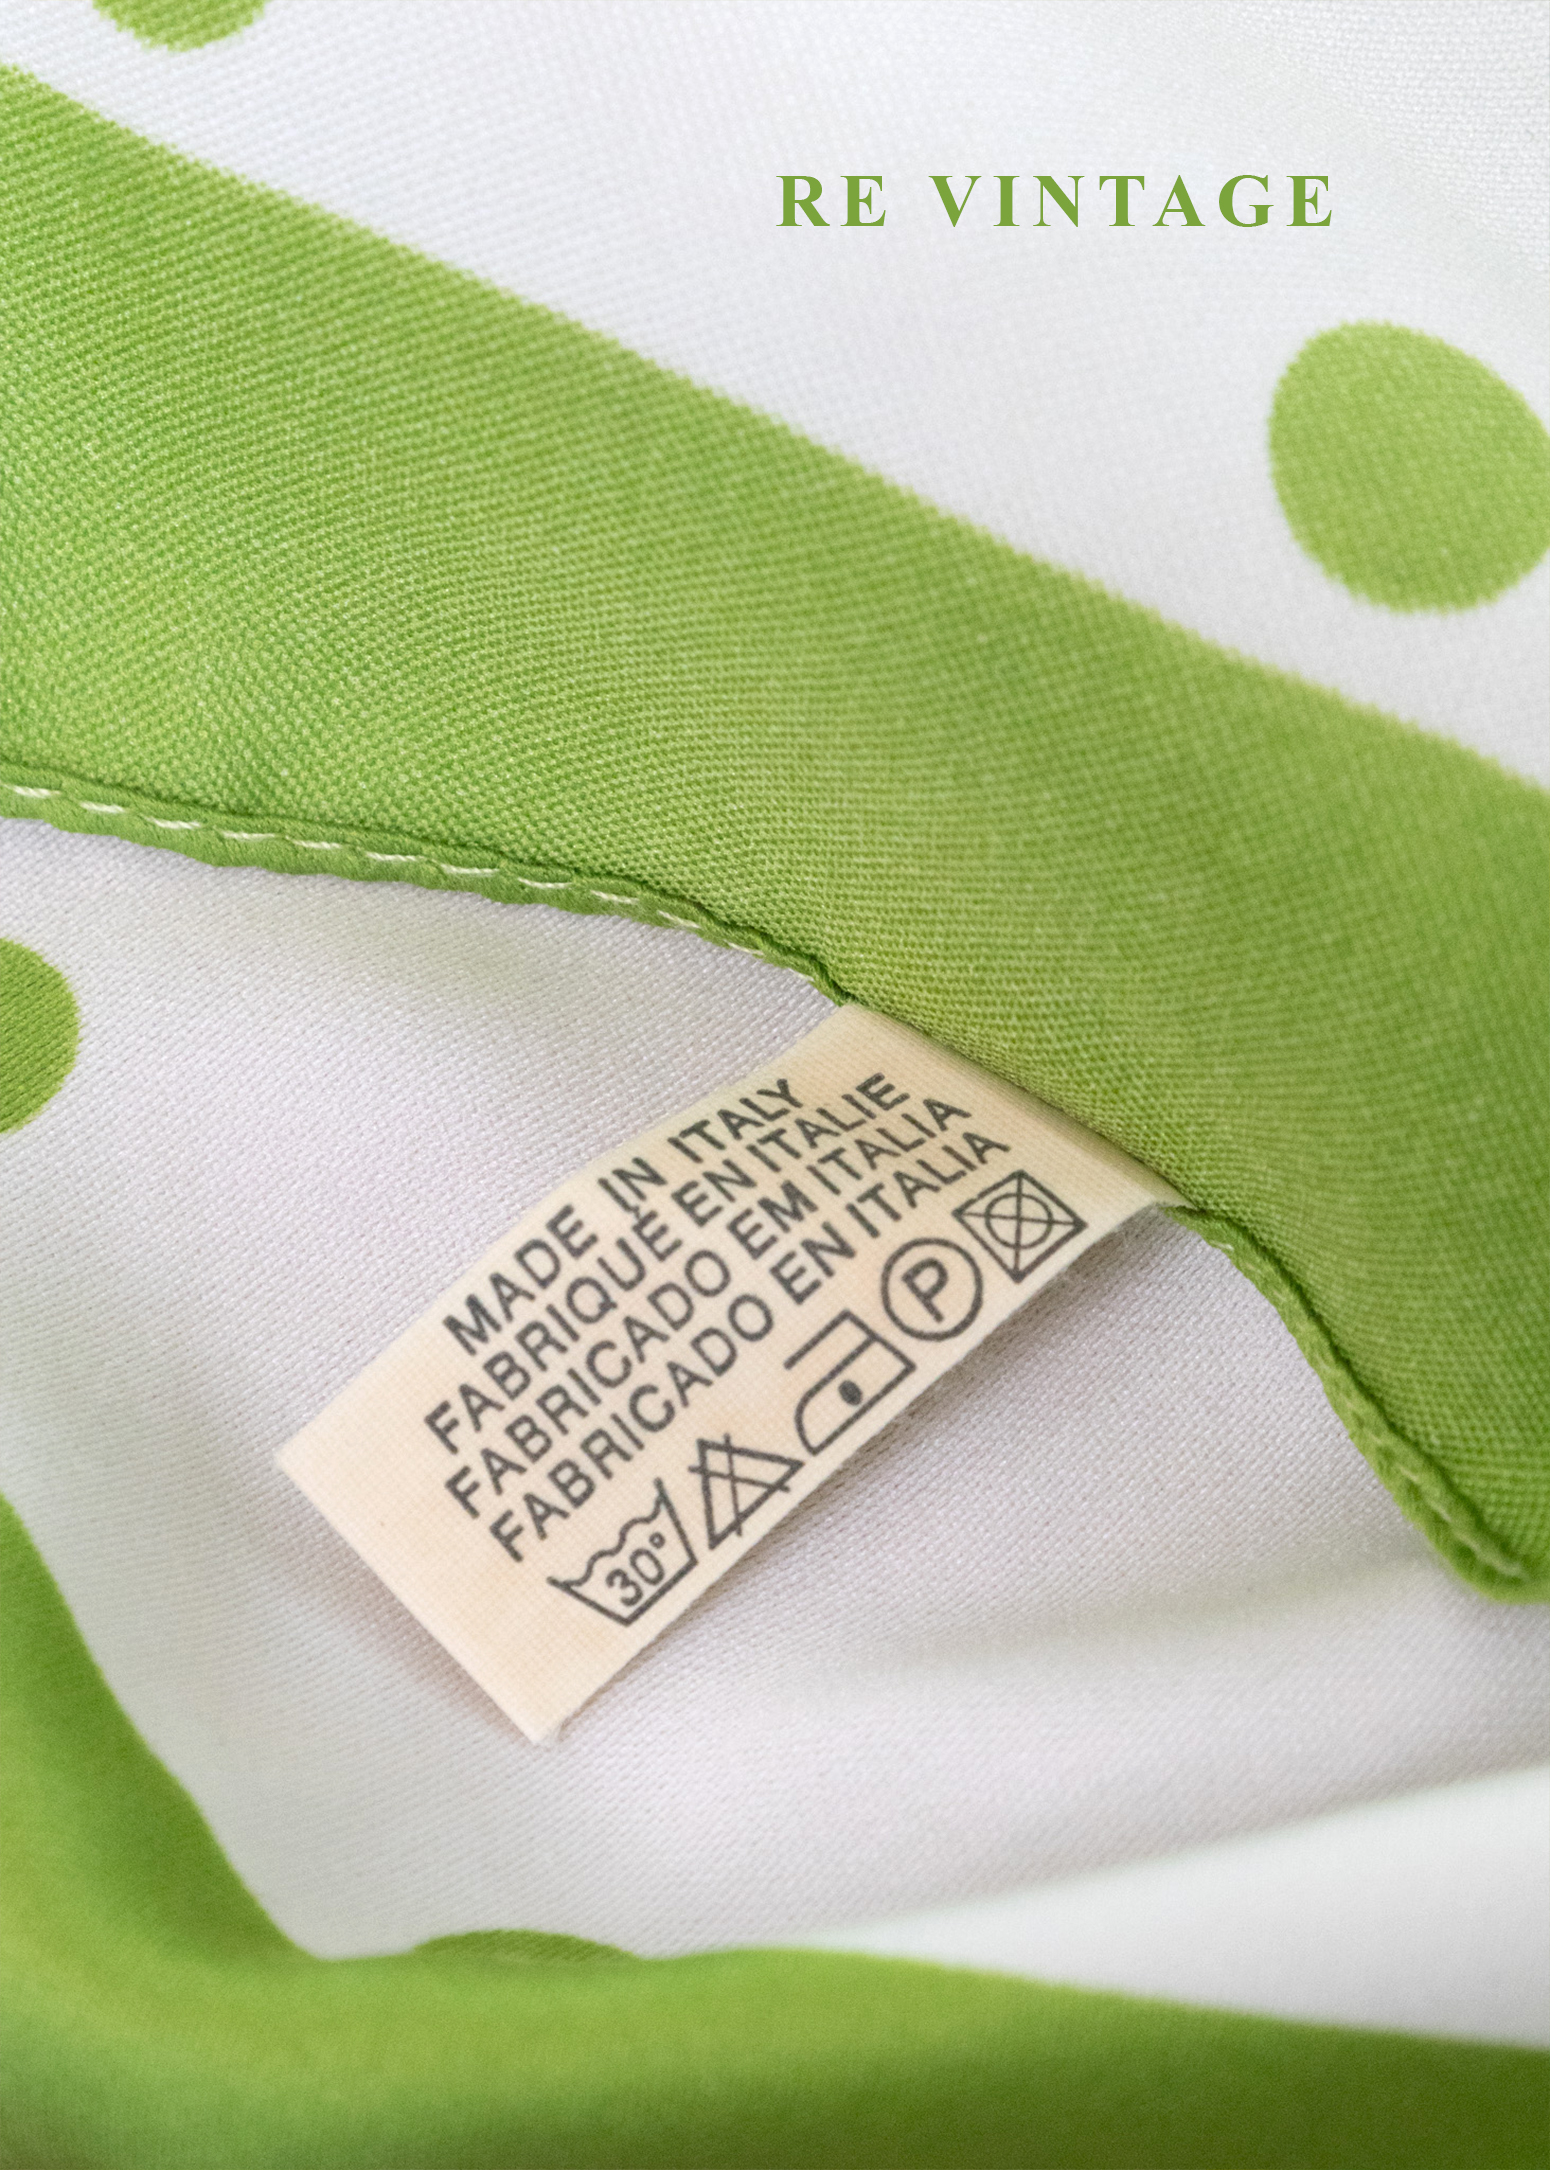 RE VINTAGE
MADE IN ITALY
FABRIQUÉ EN ITALIE
FABRICADO EM ITALIA
FABRICADO EN ITALIA
30°
P